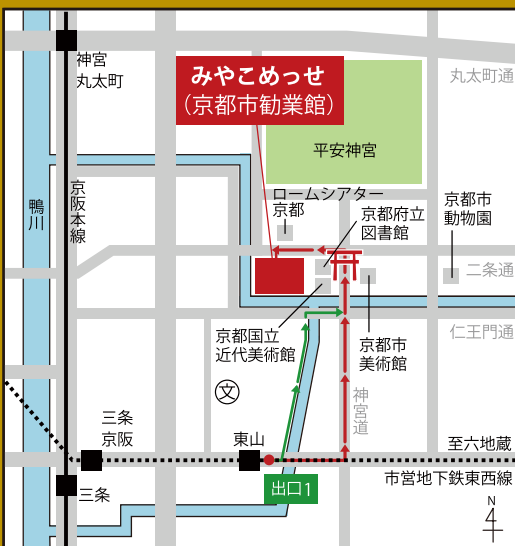 神宮
丸太町
みやこめっせ
(京都市勧業館)
丸太町通
平安神宮
鴨川
京阪本線
ロームシアター
京都
京都府立
図書館
京都市
動物園
二条通
仁王門通
京都国立
近代美術館
京都市
美術館
文
神宮道
三条
京阪
東山
至六地蔵
市営地下鉄東西線
出口1
三条
N